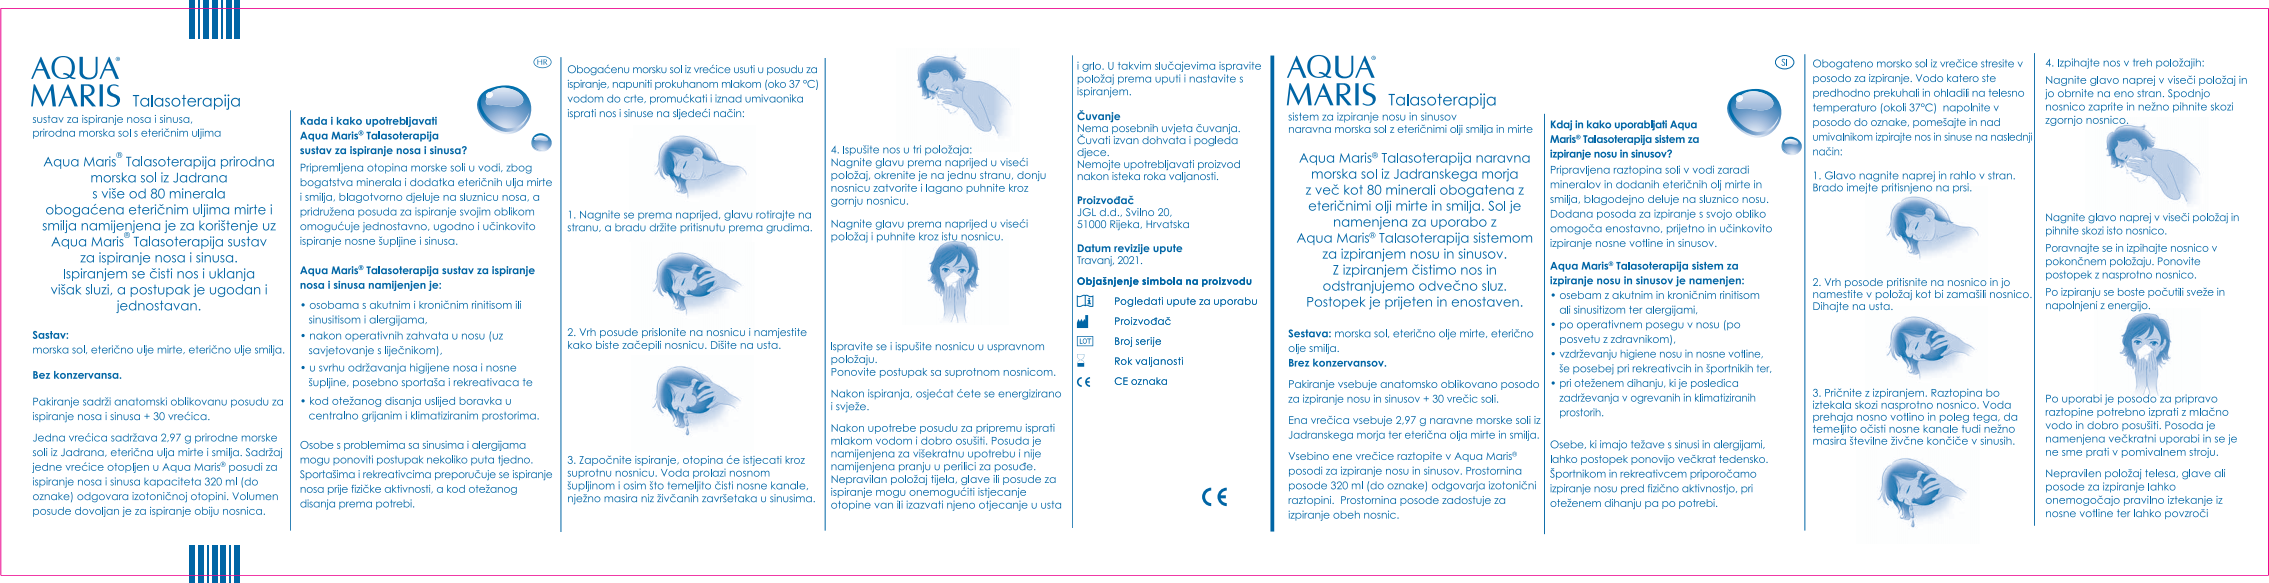 AQUA®
MARIS Talasoterapija
sustav za ispiranje nosa i sinusa,
prirodna morska sol s eteričnim uljima
Aqua Maris® Talasoterapija prirodna
morska sol iz Jadrana
s više od 80 minerala
obogaćena eteričnim uljima mirte i
smilja namijenjena je za korištenje uz
Aqua Maris® Talasoterapija sustav
za ispiranje nosa i sinusa.
Ispiranjem se čisti nos i uklanja
višak sluzi, a postupak je ugodan i
jednostavan.
Sastav:
morska sol, eterično ulje mirte, eterično ulje smilja.
Bez konzervansa.
Pakiranje sadrži anatomski oblikovanu posudu za
ispiranje nosa i sinusa + 30 vrećica.
Jedna vrećica sadržava 2,97 g prirodne morske
soli iz Jadrana, eterična ulja mirte i smilja. Sadržaj
jedne vrećice otopljen u Aqua Maris® posudi za
ispiranje nosa i sinusa kapaciteta 320 ml (do
oznake) odgovara izotoničnoj otopini. Volumen
posude dovoljan je za ispiranje obiju nosnica.
HR
Kada i kako upotrebljavati
Aqua Maris® Talasoterapija
sustav za ispiranje nosa i sinusa?
Pripremljena otopina morske soli u vodi, zbog
bogatstva minerala i dodatka eteričnih ulja mirte
i smilja, blagotvorno djeluje na sluznicu nosa, a
pridružena posuda za ispiranje svojim oblikom
omogućuje jednostavno, ugodno i učinkovito
ispiranje nosne šupljine i sinusa.
Aqua Maris® Talasoterapija sustav za ispiranje
nosa i sinusa namijenjen je:
• osobama s akutnim i kroničnim rinitisom ili
sinusitisom i alergijama,
• nakon operativnih zahvata u nosu (uz
savjetovanje s liječnikom),
• u svrhu održavanja higijene nosa i nosne
šupljine, posebno sportaša i rekreativaca te
• kod otežanog disanja uslijed boravka u
centralno grijanim i klimatiziranim prostorima.
Osobe s problemima sa sinusima i alergijama
mogu ponoviti postupak nekoliko puta tjedno.
Sportašima i rekreativcima preporučuje se ispiranje
nosa prije fizičke aktivnosti, a kod otežanog
disanja prema potrebi.
Obogaćenu morsku sol iz vrećice usuti u posudu za
ispiranje, napuniti prokuhanom mlakom (oko 37 °C)
vodom do crte, promućkati i iznad umivaonika
isprati nos i sinuse na sljedeći način:
1. Nagnite se prema naprijed, glavu rotirajte na
stranu, a bradu držite pritisnutu prema grudima.
2. Vrh posude prislonite na nosnicu i namjestite
kako biste začepili nosnicu. Dišite na usta.
3. Započnite ispiranje, otopina će istjecati kroz
suprotnu nosnicu. Voda prolazi nosnom
šupljinom i osim što temeljito čisti nosne kanale,
nježno masira niz živčanih završetaka u sinusima.
4. Ispušite nos u tri položaja:
Nagnite glavu prema naprijed u viseći
položaj, okrenite je na jednu stranu, donju
nosnicu zatvorite i lagano puhnite kroz
gornju nosnicu.
Nagnite glavu prema naprijed u viseći
položaj i puhnite kroz istu nosnicu.
Ispravite se i ispušite nosnicu u uspravnom
položaju.
Ponovite postupak sa suprotnom nosnicom.
Nakon ispiranja, osjećat ćete se energizirano
i svježe.
Nakon upotrebe posudu za pripremu isprati
mlakom vodom i dobro osušiti. Posuda je
namijenjena za višekratnu upotrebu i nije
namijenjena pranju u perilici za posuđe.
Nepravilan položaj tijela, glave ili posude za
ispiranje mogu onemogućiti istjecanje
otopine van ili izazvati njeno otjecanje u usta
i grlo. U takvim slučajevima ispravite
položaj prema uputi i nastavite s
ispiranjem.
Čuvanje
Nema posebnih uvjeta čuvanja.
Čuvati izvan dohvata i pogleda
djece.
Nemojte upotrebljavati proizvod
nakon isteka roka valjanosti.
Proizvođač
JGL d.d., Svilno 20,
51000 Rijeka, Hrvatska
Datum revizije upute
Travanj, 2021.
Objašnjenje simbola na proizvodu
Pogledati upute za uporabu
Proizvođač
LOT Broj serije
Rok valjanosti
CE CE oznaka
CE
AQUA®
MARIS Talasoterapija
sistem za izpiranje nosu in sinusov
naravna morska sol z eteričnimi olji smilja in mirte
Aqua Maris® Talasoterapija naravna
morska sol iz Jadranskega morja
z več kot 80 minerali obogatena z
eteričnimi olji mirte in smilja. Sol je
namenjena za uporabo z
Aqua Maris® Talasoterapija sistemom
za izpiranjem nosu in sinusov.
Z izpiranjem čistimo nos in
odstranjujemo odvečno sluz.
Postopek je prijeten in enostaven.
Sestava: morska sol, eterično olje mirte, eterično
olje smilja.
Brez konzervansov.
Pakiranje vsebuje anatomsko oblikovano posodo
za izpiranje nosu in sinusov + 30 vrečic soli.
Ena vrečica vsebuje 2,97 g naravne morske soli iz
Jadranskega morja ter eterična olja mirte in smilja.
Vsebino ene vrečice raztopite v Aqua Maris®
posodi za izpiranje nosu in sinusov. Prostornina
posode 320 ml (do oznake) odgovarja izotonični
raztopini. Prostornina posode zadostuje za
izpiranje obeh nosnic.
SI
Kdaj in kako uporabljati Aqua
Maris® Talasoterapija sistem za
izpiranje nosu in sinusov?
Pripravljena raztopina soli v vodi zaradi
mineralov in dodanih eteričnih olj mirte in
smilja, blagodejno deluje na sluznico nosu.
Dodana posoda za izpiranje s svojo obliko
omogoča enostavno, prijetno in učinkovito
izpiranje nosne votline in sinusov.
Aqua Maris® Talasoterapija sistem za
izpiranje nosu in sinusov je namenjen:
• osebam z akutnim in kroničnim rinitisom
ali sinusitizom ter alergijami,
• po operativnem posegu v nosu (po
posvetu z zdravnikom),
• vzdrževanju higiene nosu in nosne votline,
še posebej pri rekreativcih in športnikih ter,
• pri oteženem dihanju, ki je posledica
zadrževanja v ogrevanih in klimatiziranih
prostorih.
Osebe, ki imajo težave s sinusi in alergijami,
lahko postopek ponovijo večkrat tedensko.
Športnikom in rekreativcem priporočamo
izpiranje nosu pred fizično aktivnostjo, pri
oteženem dihanju pa po potrebi.
Obogateno morsko sol iz vrečice stresite v
posodo za izpiranje. Vodo katero ste
predhodno prekuhali in ohladili na telesno
temperaturo (okoli 37°C) napolnite v
posodo do oznake, pomešajte in nad
umivalnikom izpirajte nos in sinuse na naslednji
način:
1. Glavo nagnite naprej in rahlo v stran.
Brado imejte pritisnjeno na prsi.
2. Vrh posode pritisnite na nosnico in jo
namestite v položaj kot bi zamašili nosnico.
Dihajte na usta.
3. Pričnite z izpiranjem. Raztopina bo
iztekala skozi nasprotno nosnico. Voda
prehaja nosno votlino in poleg tega, da
temeljito očisti nosne kanale tudi nežno
masira številne živčne končiče v sinusih.
4. Izpihajte nos v treh položajih:
Nagnite glavo naprej v viseči položaj in
jo obrnite na eno stran. Spodnjo
nosnico zaprite in nežno pihnite skozi
zgornjo nosnico.
Nagnite glavo naprej v viseči položaj in
pihnite skozi isto nosnico.
Poravnajte se in izpihajte nosnico v
pokončnem položaju. Ponovite
postopek z nasprotno nosnico.
Po izpiranju se boste počutili sveže in
napolnjeni z energijo.
Po uporabi je posodo za pripravo
raztopine potrebno izprati z mlačno
vodo in dobro posušiti. Posoda je
namenjena večkratni uporabi in se je
ne sme prati v pomivalnem stroju.
Nepravilen položaj telesa, glave ali
posode za izpiranje lahko
onemogočajo pravilno iztekanje iz
nosne votline ter lahko povzroči